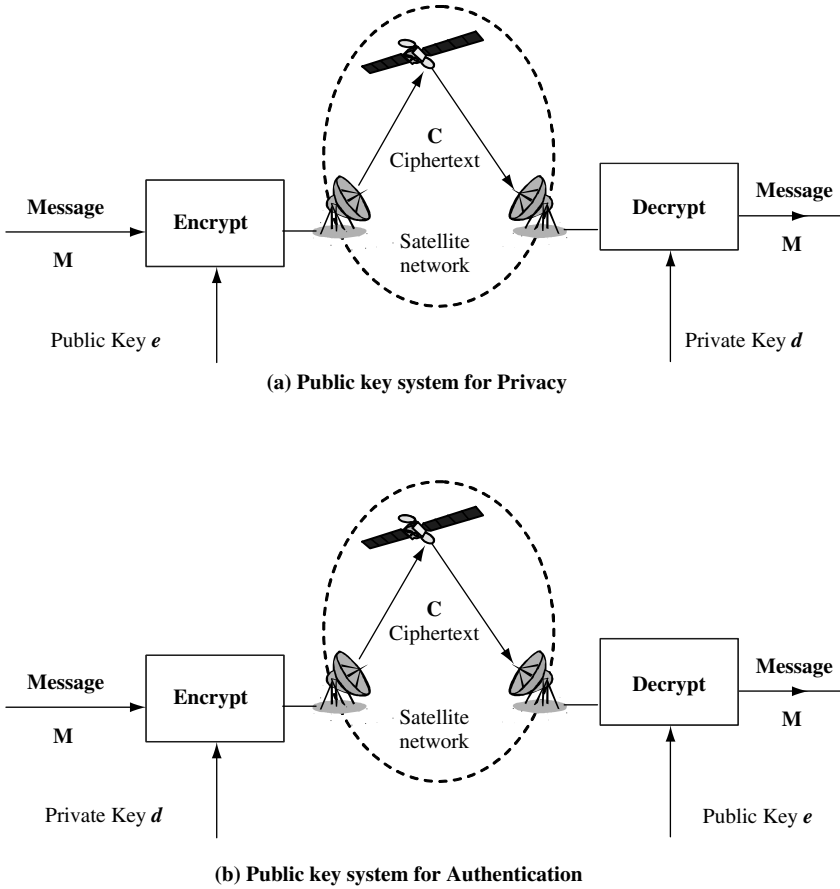 C
Ciphertext
Message
M
Encrypt
Satellite
network
Decrypt
Message
M
Public Key e
Private Key d
(a) Public key system for Privacy
C
Ciphertext
Message
M
Encrypt
Satellite
network
Decrypt
Message
M
Private Key d
Public Key e
(b) Public key system for Authentication